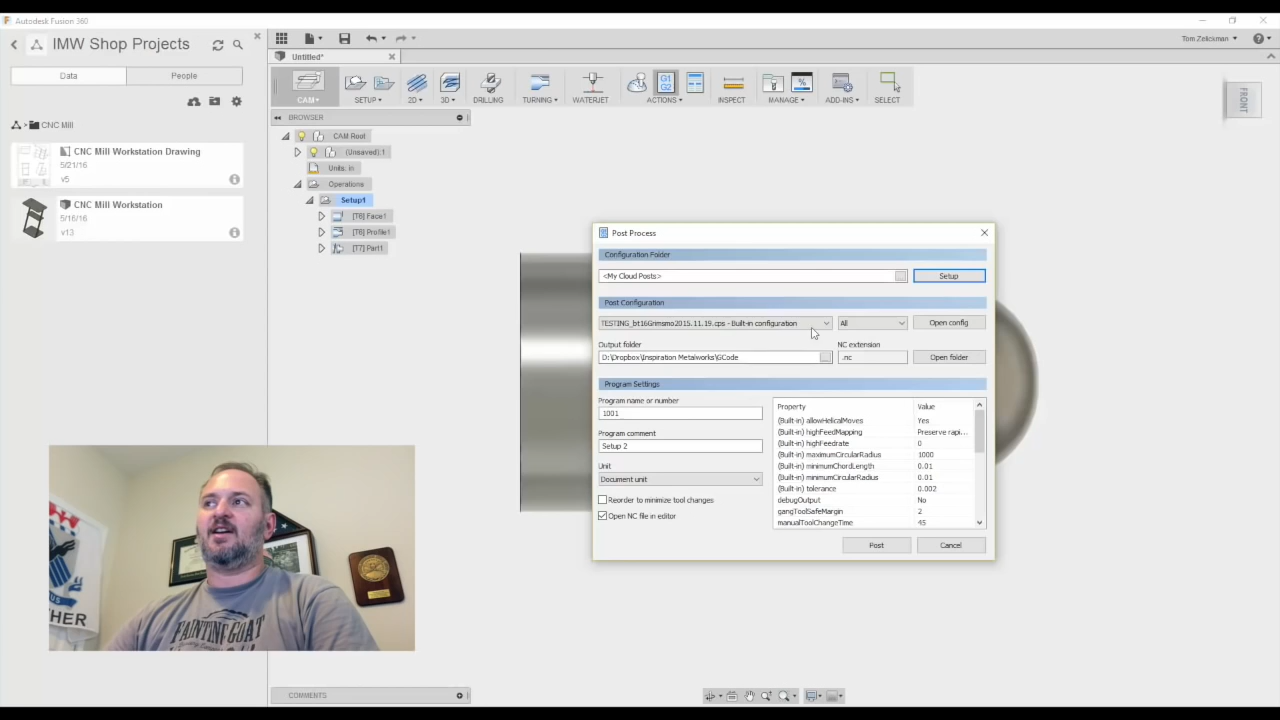 Autodesk Fusion 360
IMW Shop Projects
Data
People
CNC Mill
CNC Mill Workstation Drawing
5/21/16
v5
CNC Mill Workstation
5/16/16
v13
Tom Zelickman
Untitled*
CAM
SETUP
2D
3D
DRILLING
TURNING
WATERJET
G1
G2
ACTIONS
INSPECT
MANAGE
ADD-INS
SELECT
BROWSER
CAM Root
(Unsaved):1
Units: in
Operations
Setup1
[T6] Face1
[T6] Profile1
[T7] Part1
FRONT
Post Process
Configuration Folder
<My Cloud Posts>
Setup
Post Configuration
TESTING_bt16Grimsmo2015.11.19.cps - Built-in configuration
All
Open config
Output folder
NC extension
D:\Dropbox\Inspiration Metalworks\GCode
.nc
Open folder
Program Settings
Program name or number
1001
Program comment
Setup 2
Unit
Document unit
Reorder to minimize tool changes
Open NC file in editor
Property Value
(Built-in) allowHelicalMoves Yes
(Built-in) highFeedMapping Preserve rapi...
(Built-in) highFeedrate 0
(Built-in) maximumCircularRadius 1000
(Built-in) minimumChordLength 0.01
(Built-in) minimumCircularRadius 0.01
(Built-in) tolerance 0.002
debugOutput No
gangToolSafeMargin 2
manualToolChangeTime 45
Post
Cancel
FAINTING GOAT
THER
COMMENTS